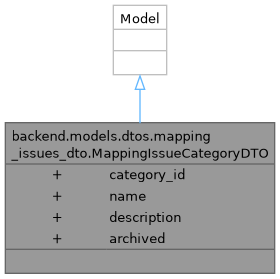 Model
backend.models.dtos.mapping
_issues_dto.MappingIssueCategoryDTO
+ category_id
+ name
+ description
+ archived